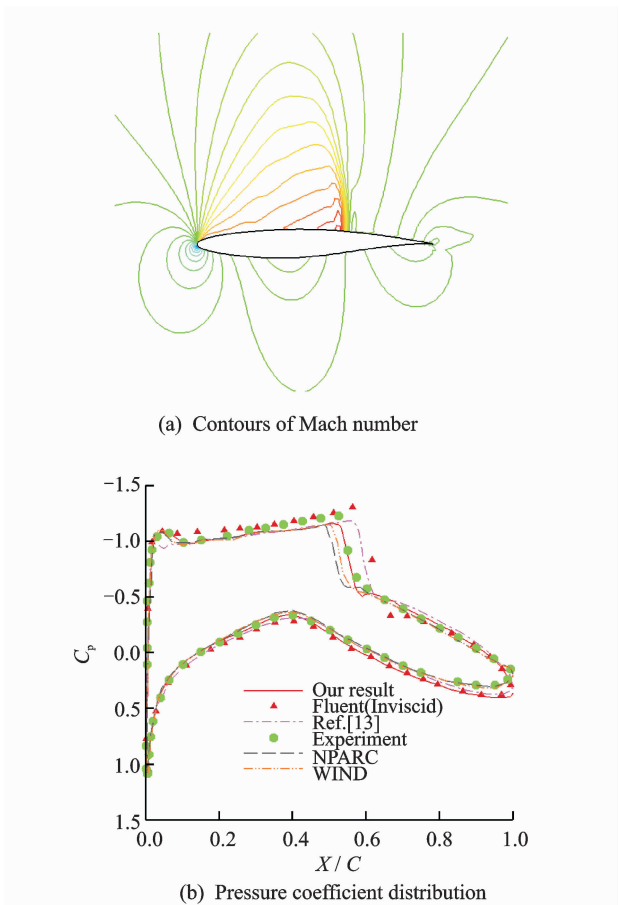 (a) Contours of Mach number
−1.5
−1.0
−0.5
0.0
0.5
1.0
1.5
Cp
Our result
Fluent(Inviscid)
Ref.[13]
Experiment
NPARC
WIND
0.0 0.2 0.4 0.6 0.8 1.0
X / C
(b) Pressure coefficient distribution